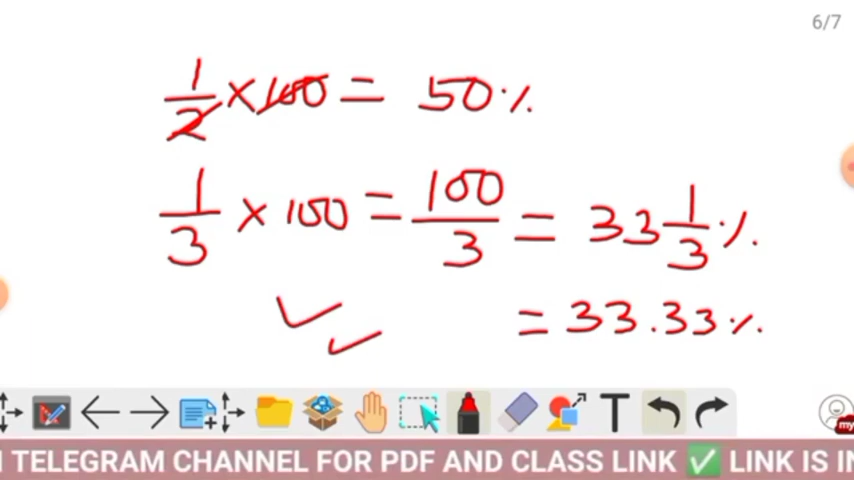 6/7
1/2 × 100 = 50%
1/3 × 100 = 100/3 = 33 1/3 %
= 33.33%
T
my
TELEGRAM CHANNEL FOR PDF AND CLASS LINK ✅ LINK IS IN